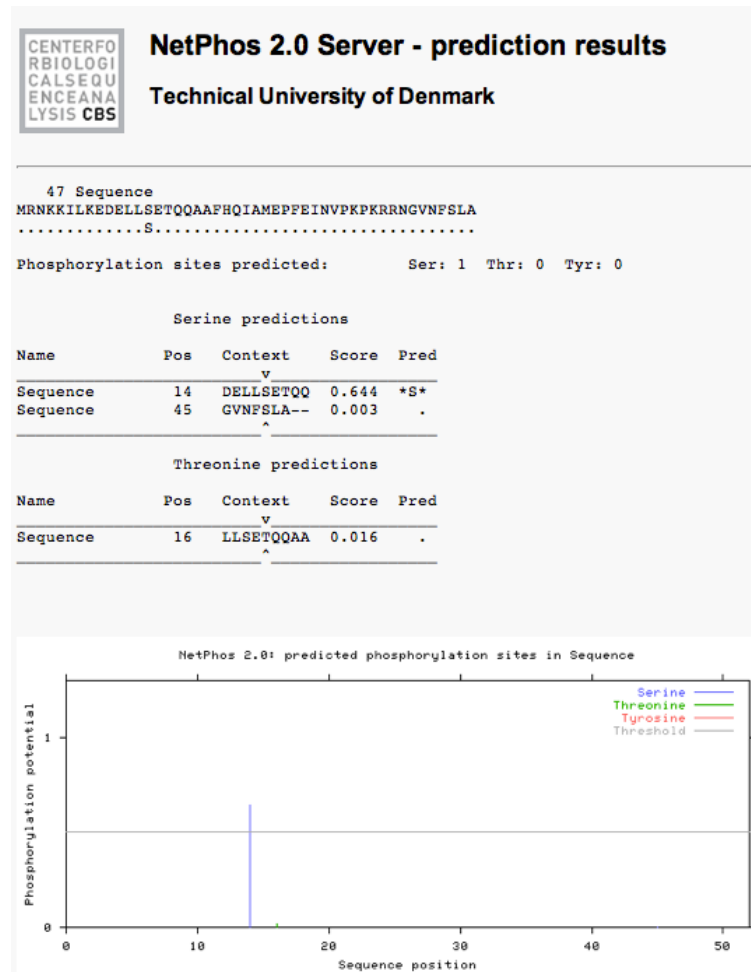 CENTERFO
RBIOLOGI
CALSEQU
ENCEANA
LYSIS CBS
NetPhos 2.0 Server - prediction results
Technical University of Denmark
47 Sequence
MRNKKILKEDELLSETQQAAFHQIAMEPFEINVPKPKRRNGVNFSLA
.............S.................................
Phosphorylation sites predicted: Ser: 1 Thr: 0 Tyr: 0
Serine predictions
Name Pos Context Score Pred
v
Sequence 14 DELLSETQQ 0.644 *S*
Sequence 45 GVNFSLA-- 0.003 .
^
Threonine predictions
Name Pos Context Score Pred
v
Sequence 16 LLSETQQAA 0.016 .
^
NetPhos 2.0: predicted phosphorylation sites in Sequence
Serine
Threonine
Tyrosine
Threshold
Phosphorylation potential
1
0
0 10 20 30 40 50
Sequence position